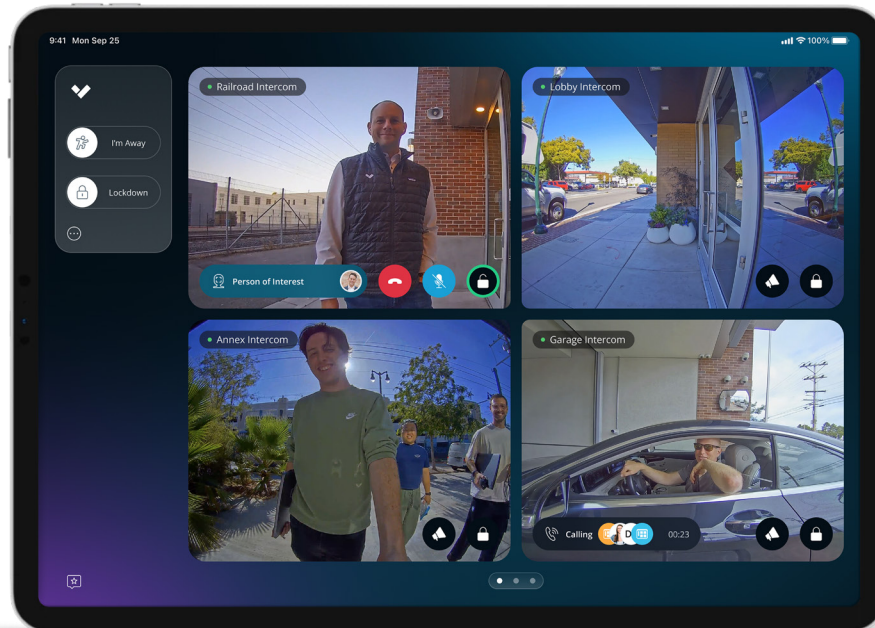 9:41 Mon Sep 25
100%
I'm Away
Lockdown
Railroad Intercom
Person of Interest
Lobby Intercom
Annex Intercom
Garage Intercom
Calling
D
00:23